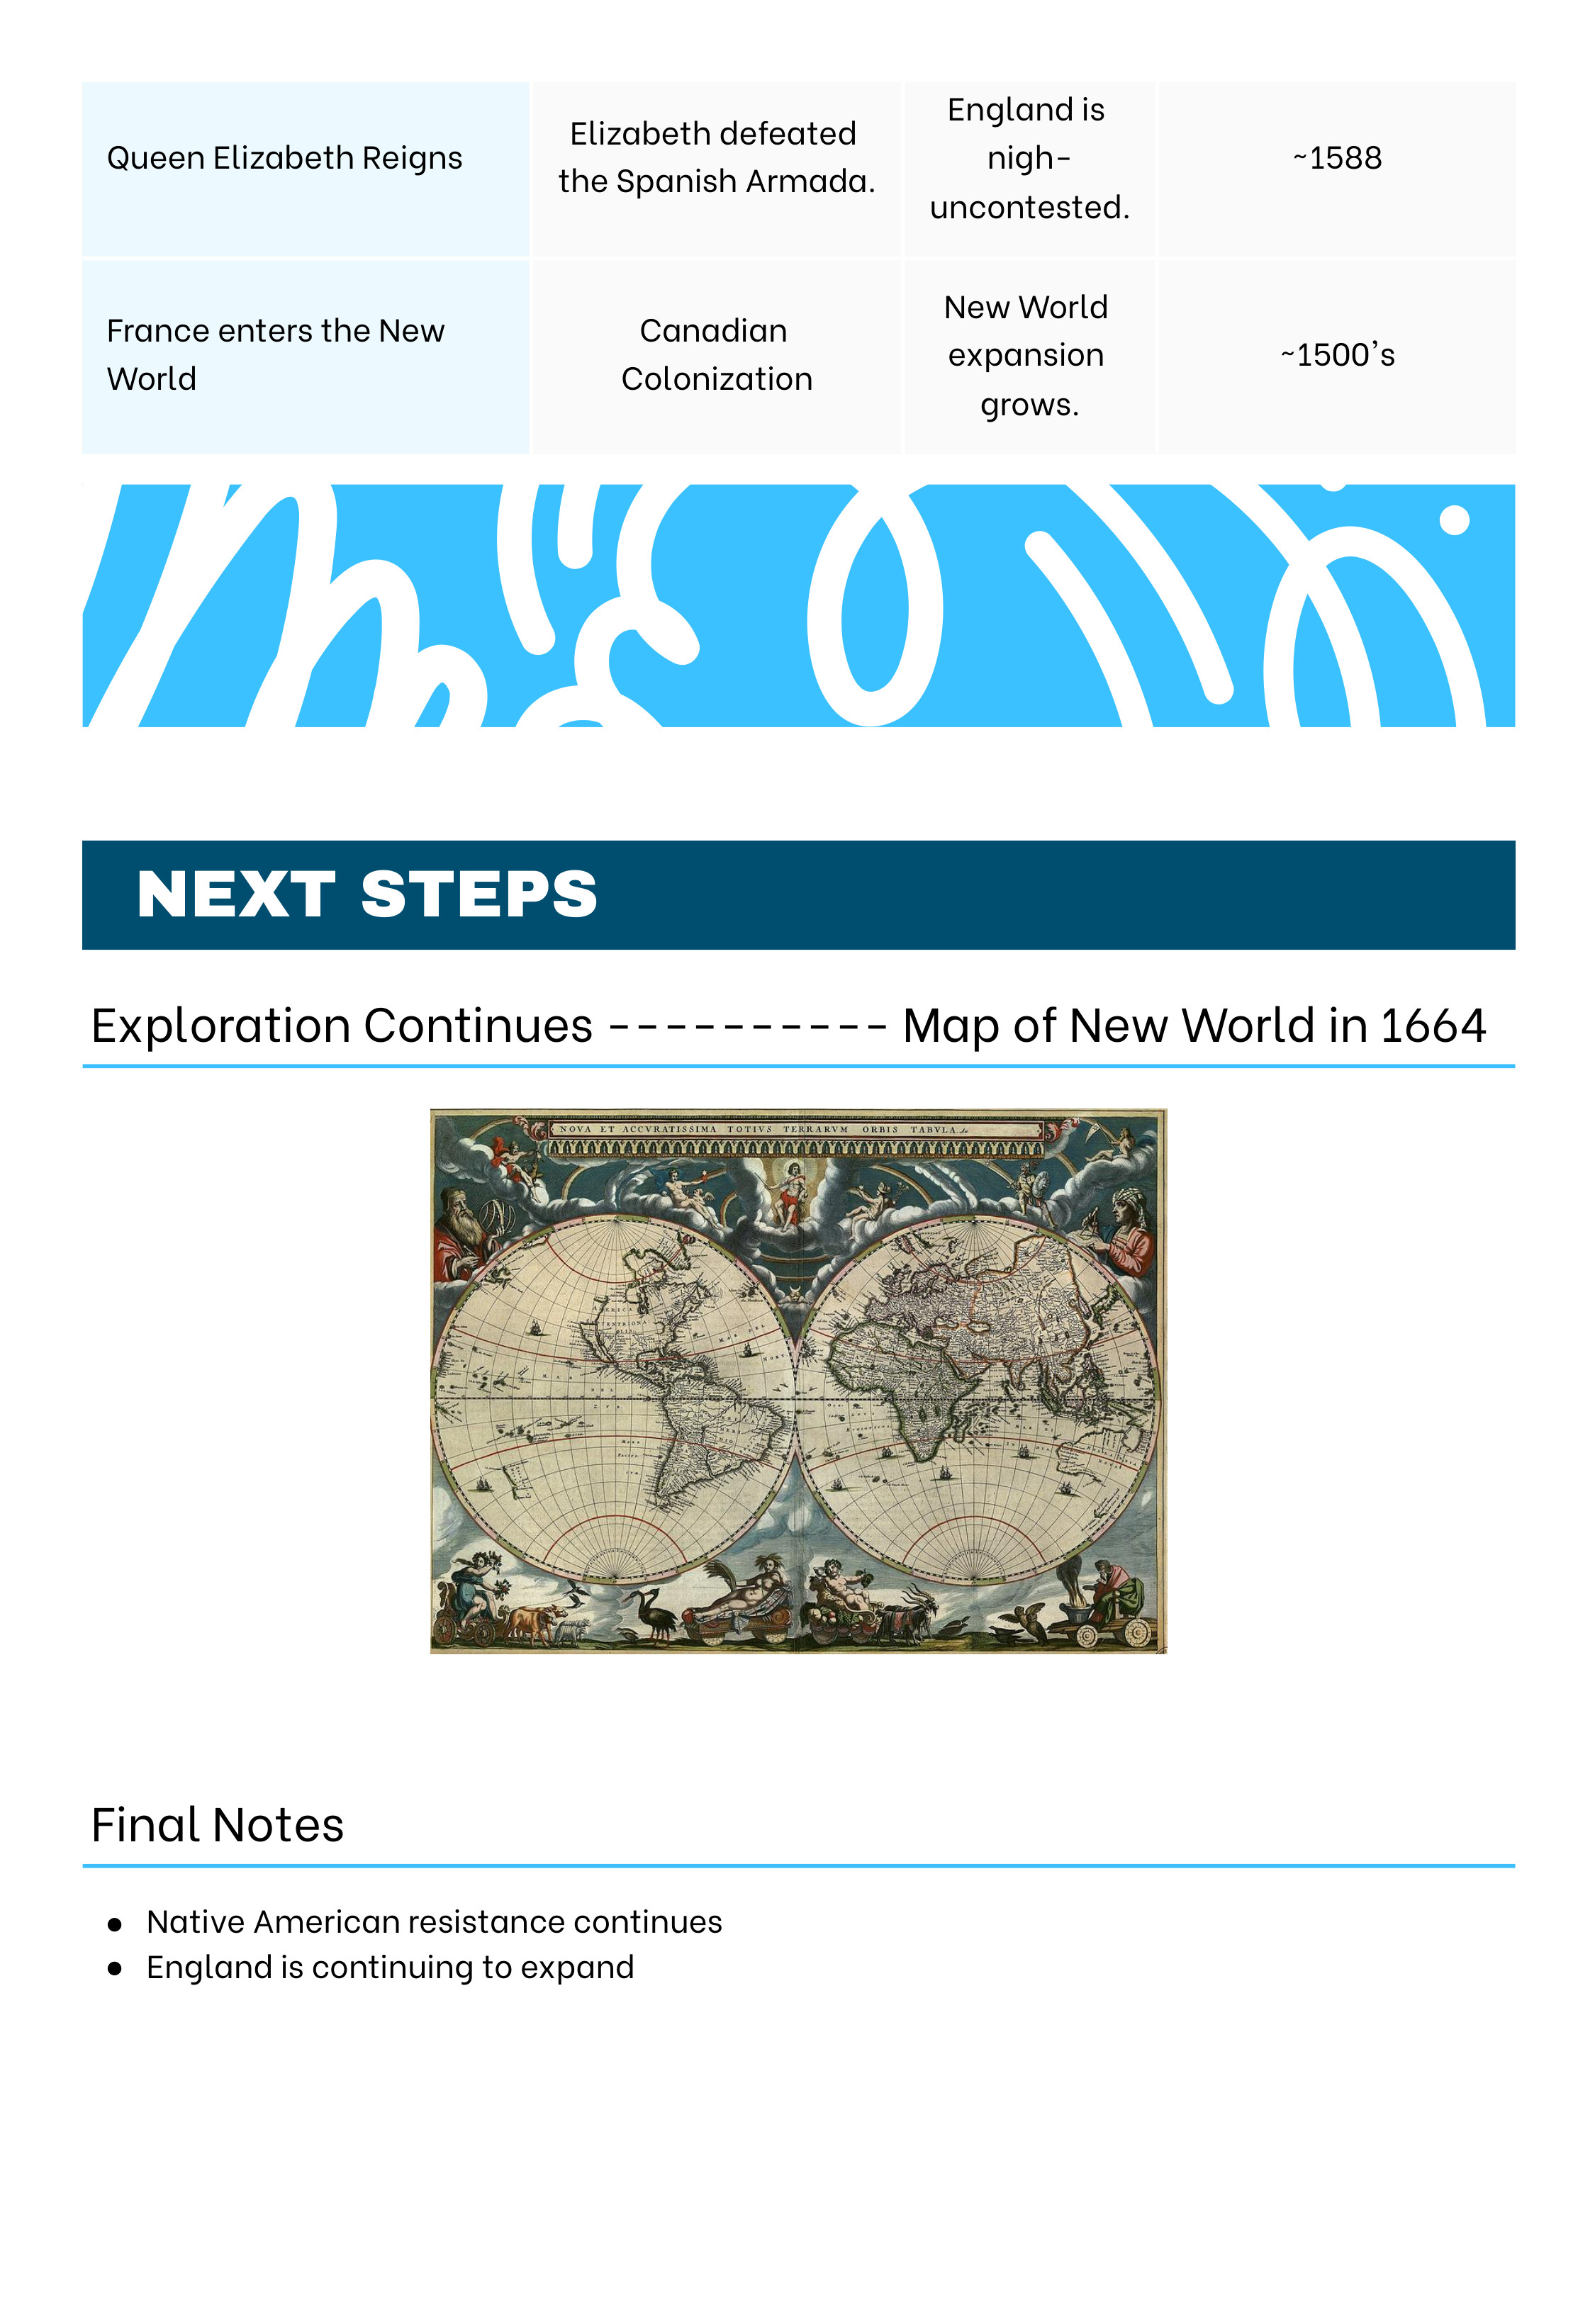 Queen Elizabeth Reigns
Elizabeth defeated
the Spanish Armada.
England is
nigh-
uncontested.
~1588
France enters the New
World
Canadian
Colonization
New World
expansion
grows.
~1500's
NEXT STEPS
Exploration Continues ---------- Map of New World in 1664
NOVA ET ACCVRATISSIMA TOTIVS TERRARVM ORBIS TABVLA
Final Notes
● Native American resistance continues
● England is continuing to expand